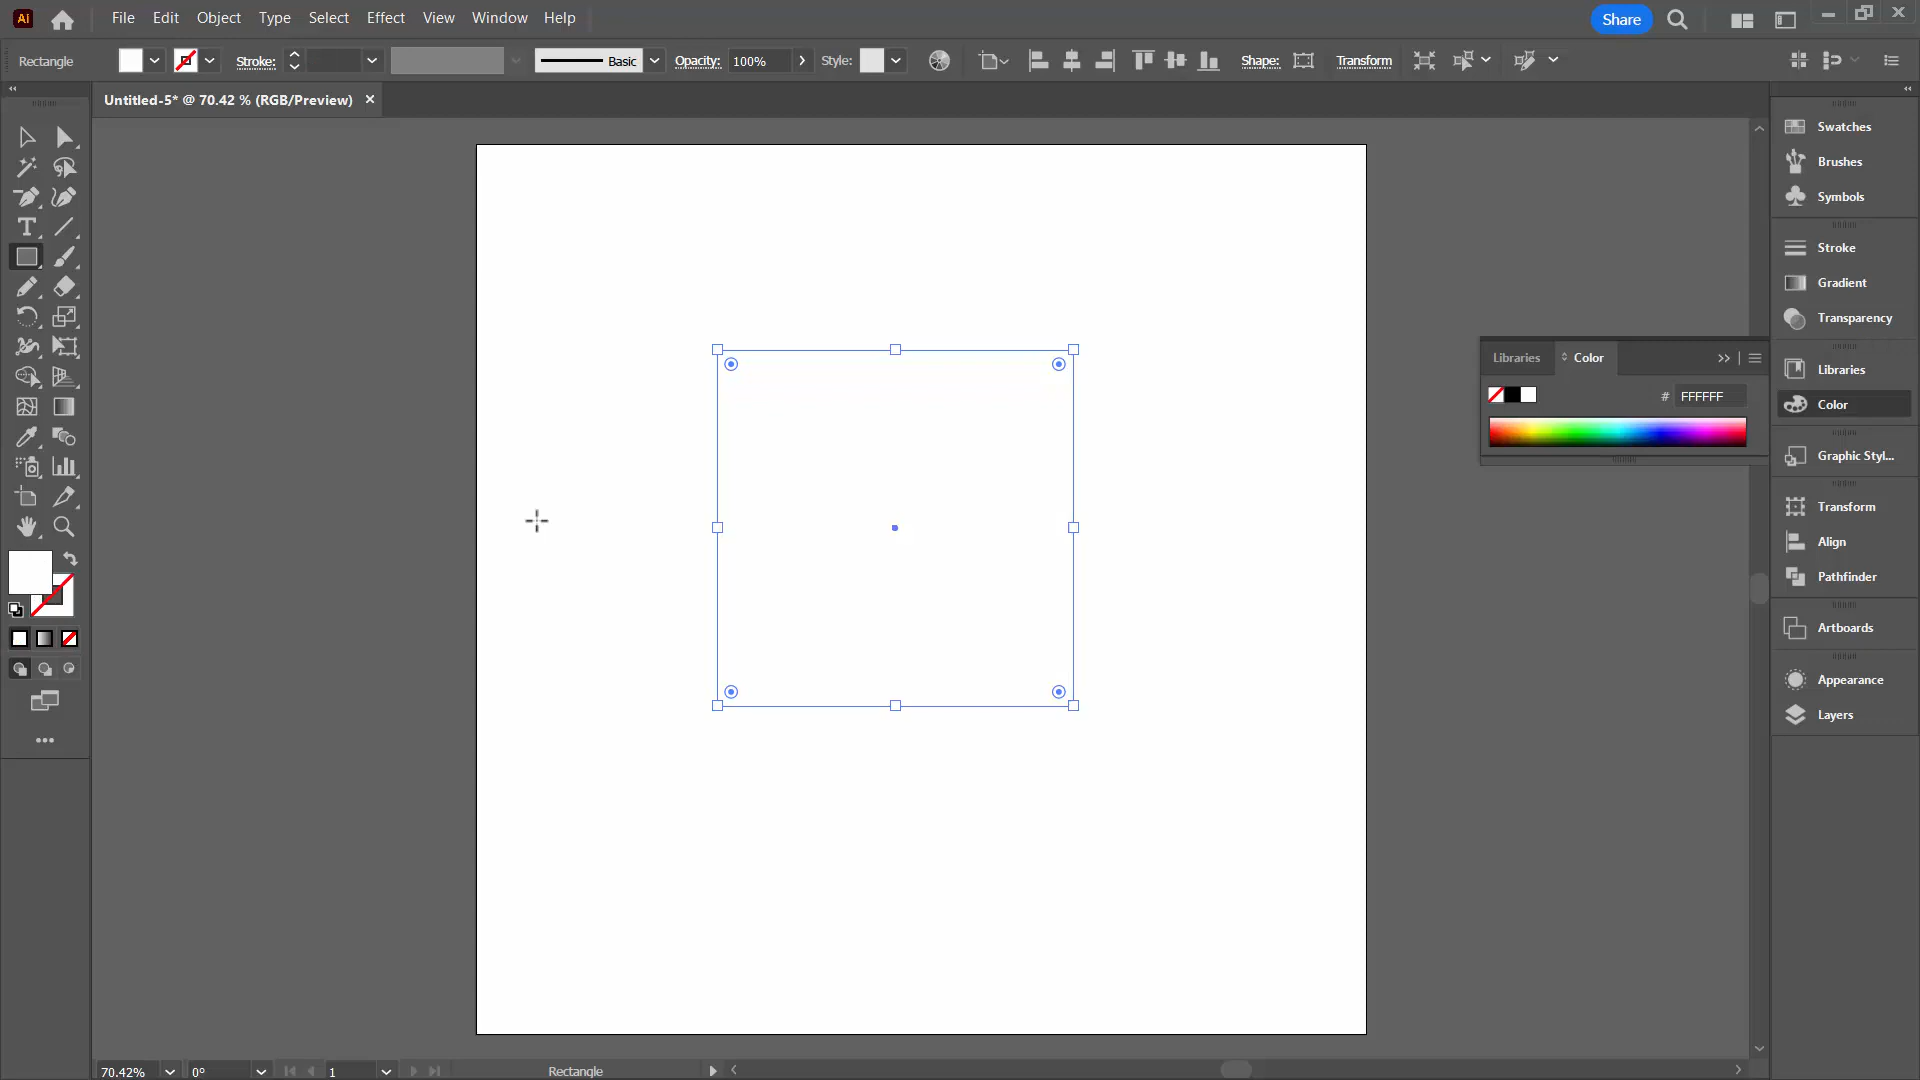 Ai File Edit Object Type Select Effect View Window Help Share
Rectangle Stroke: Basic Opacity: 100% Style: Shape: Transform
Untitled-5* @ 70.42 % (RGB/Preview) ×
Swatches
Brushes
Symbols
Stroke
Gradient
Transparency
Libraries Color
# FFFFFF
Libraries
Color
Graphic Styl...
Transform
Align
Pathfinder
Artboards
Appearance
Layers
70.42% 0° 1 Rectangle